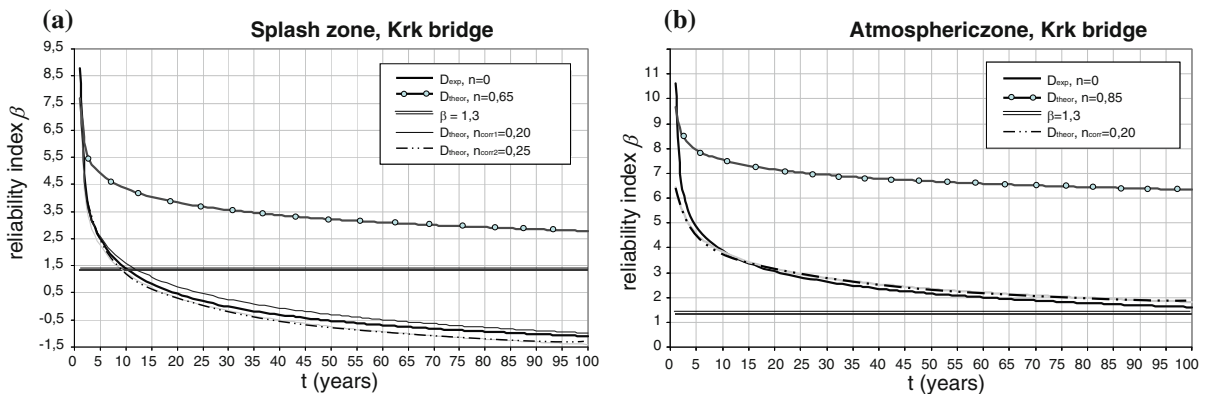 (a)
Splash zone, Krk bridge
reliability index β
9,5
8,5
7,5
6,5
5,5
4,5
3,5
2,5
1,5
0,5
-0,5
-1,5
Dexp, n=0
Dtheor, n=0,65
β = 1,3
Dtheor, ncorr1=0,20
Dtheor, ncorr2=0,25
0 5 10 15 20 25 30 35 40 45 50 55 60 65 70 75 80 85 90 95 100
t (years)
(b)
Atmosphericzone, Krk bridge
reliability index β
11
10
9
8
7
6
5
4
3
2
1
0
Dexp, n=0
Dtheor, n=0,85
β=1,3
Dtheor, ncorr=0,20
0 5 10 15 20 25 30 35 40 45 50 55 60 65 70 75 80 85 90 95 100
t (years)